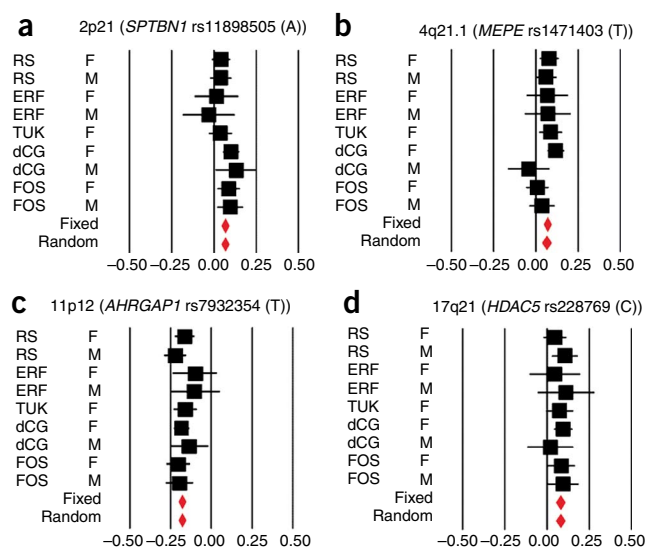 a
2p21 (SPTBN1 rs11898505 (A))
RS F
RS M
ERF F
ERF M
TUK F
dCG F
dCG M
FOS F
FOS M
Fixed
Random
−0.50 −0.25 0.00 0.25 0.50
b
4q21.1 (MEPE rs1471403 (T))
RS F
RS M
ERF F
ERF M
TUK F
dCG F
dCG M
FOS F
FOS M
Fixed
Random
−0.50 −0.25 0.00 0.25 0.50
c
11p12 (AHRGAP1 rs7932354 (T))
RS F
RS M
ERF F
ERF M
TUK F
dCG F
dCG M
FOS F
FOS M
Fixed
Random
−0.50 −0.25 0.00 0.25 0.50
d
17q21 (HDAC5 rs228769 (C))
RS F
RS M
ERF F
ERF M
TUK F
dCG F
dCG M
FOS F
FOS M
Fixed
Random
−0.50 −0.25 0.00 0.25 0.50